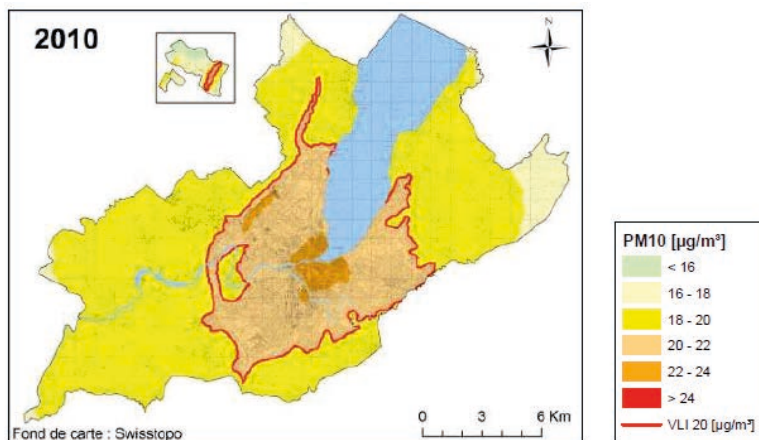 2010
N
Fond de carte : Swisstopo
0 3 6 Km
PM10 [µg/m³]
< 16
16 - 18
18 - 20
20 - 22
22 - 24
> 24
VLI 20 [µg/m³]